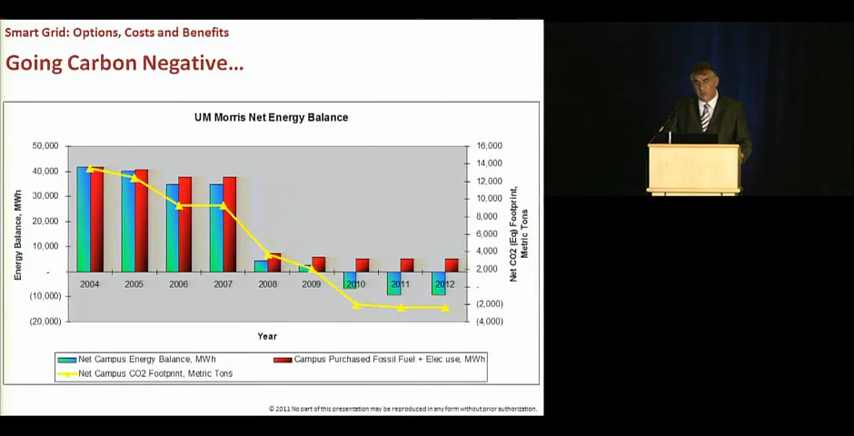 Smart Grid: Options, Costs and Benefits
Going Carbon Negative...
UM Morris Net Energy Balance
50,000
40,000
30,000
20,000
10,000
-
(10,000)
(20,000)
Energy Balance, MWh
16,000
14,000
12,000
10,000
8,000
6,000
4,000
2,000
-
(2,000)
(4,000)
Net CO2 (Eq) Footprint,
Metric Tons
2004 2005 2006 2007 2008 2009 2010 2011 2012
Year
Net Campus Energy Balance, MWh
Campus Purchased Fossil Fuel + Elec use, MWh
Net Campus CO2 Footprint, Metric Tons
© 2011 No part of this presentation may be reproduced in any form without prior authorization.